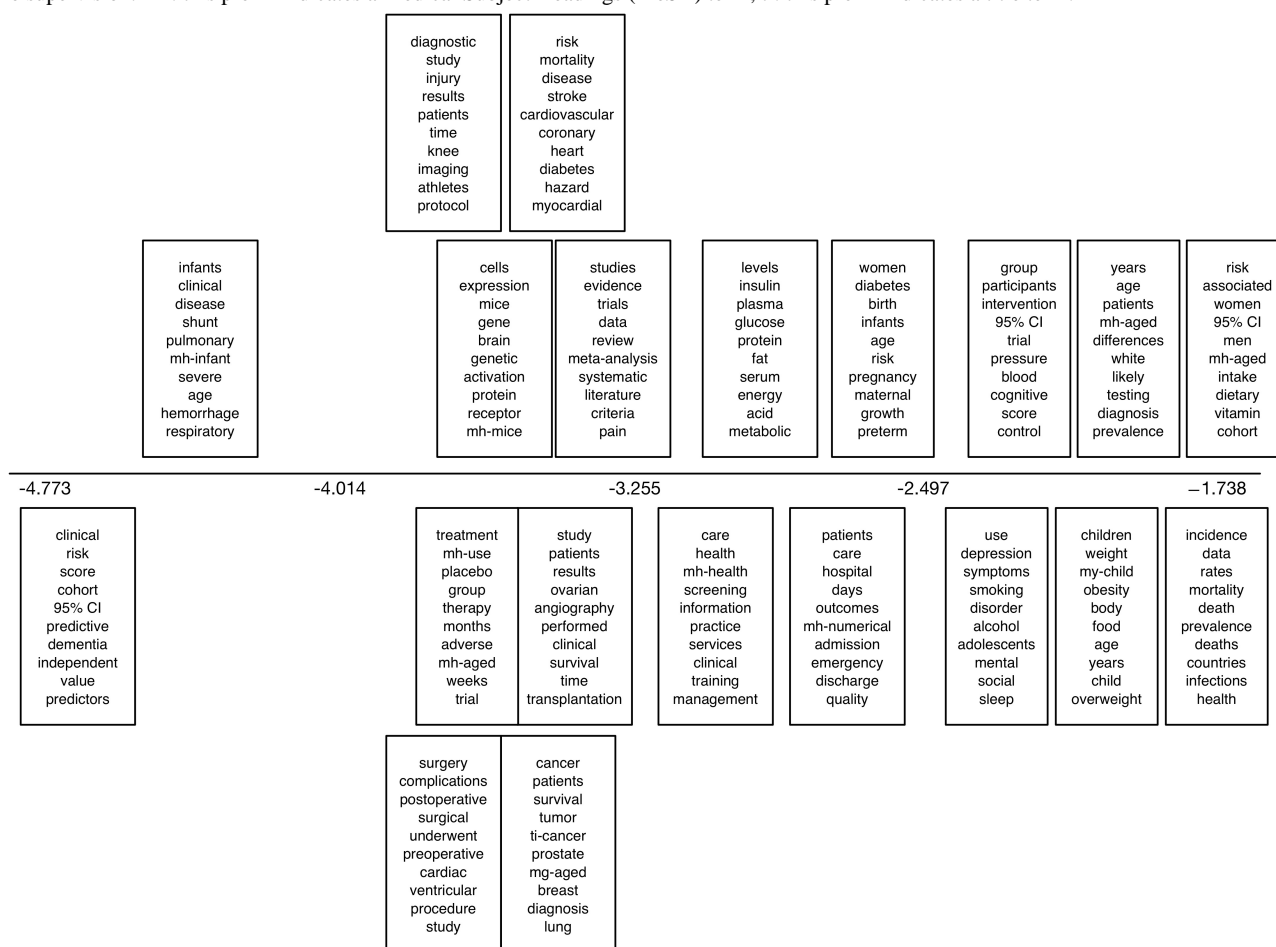 diagnostic
study
injury
results
patients
time
knee
imaging
athletes
protocol
risk
mortality
disease
stroke
cardiovascular
coronary
heart
diabetes
hazard
myocardial
infants
clinical
disease
shunt
pulmonary
mh-infant
severe
age
hemorrhage
respiratory
cells
expression
mice
gene
brain
genetic
activation
protein
receptor
mh-mice
studies
evidence
trials
data
review
meta-analysis
systematic
literature
criteria
pain
levels
insulin
plasma
glucose
protein
fat
serum
energy
acid
metabolic
women
diabetes
birth
infants
age
risk
pregnancy
maternal
growth
preterm
group
participants
intervention
95% CI
trial
pressure
blood
cognitive
score
control
years
age
patients
mh-aged
differences
white
likely
testing
diagnosis
prevalence
risk
associated
women
95% CI
men
mh-aged
intake
dietary
vitamin
cohort
-4.773 -4.014 -3.255 -2.497 −1.738
clinical
risk
score
cohort
95% CI
predictive
dementia
independent
value
predictors
treatment
mh-use
placebo
group
therapy
months
adverse
mh-aged
weeks
trial
study
patients
results
ovarian
angiography
performed
clinical
survival
time
transplantation
care
health
mh-health
screening
information
practice
services
clinical
training
management
patients
care
hospital
days
outcomes
mh-numerical
admission
emergency
discharge
quality
use
depression
symptoms
smoking
disorder
alcohol
adolescents
mental
social
sleep
children
weight
my-child
obesity
body
food
age
years
child
overweight
incidence
data
rates
mortality
death
prevalence
deaths
countries
infections
health
surgery
complications
postoperative
surgical
underwent
preoperative
cardiac
ventricular
procedure
study
cancer
patients
survival
tumor
ti-cancer
prostate
mg-aged
breast
diagnosis
lung